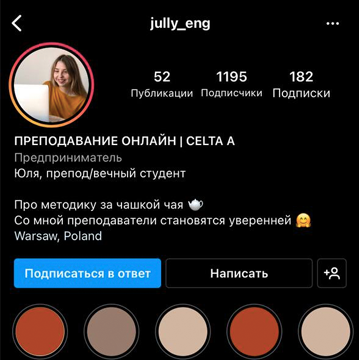 jully_eng
52
1195
182
Публикации
Подписчики
Подписки
ПРЕПОДАВАНИЕ ОНЛАЙН | CELTA A
Предприниматель
Юля, препод/вечный студент
Про методику за чашкой чая
Со мной преподаватели становятся уверенней
Warsaw, Poland
Подписаться в ответ
Написать